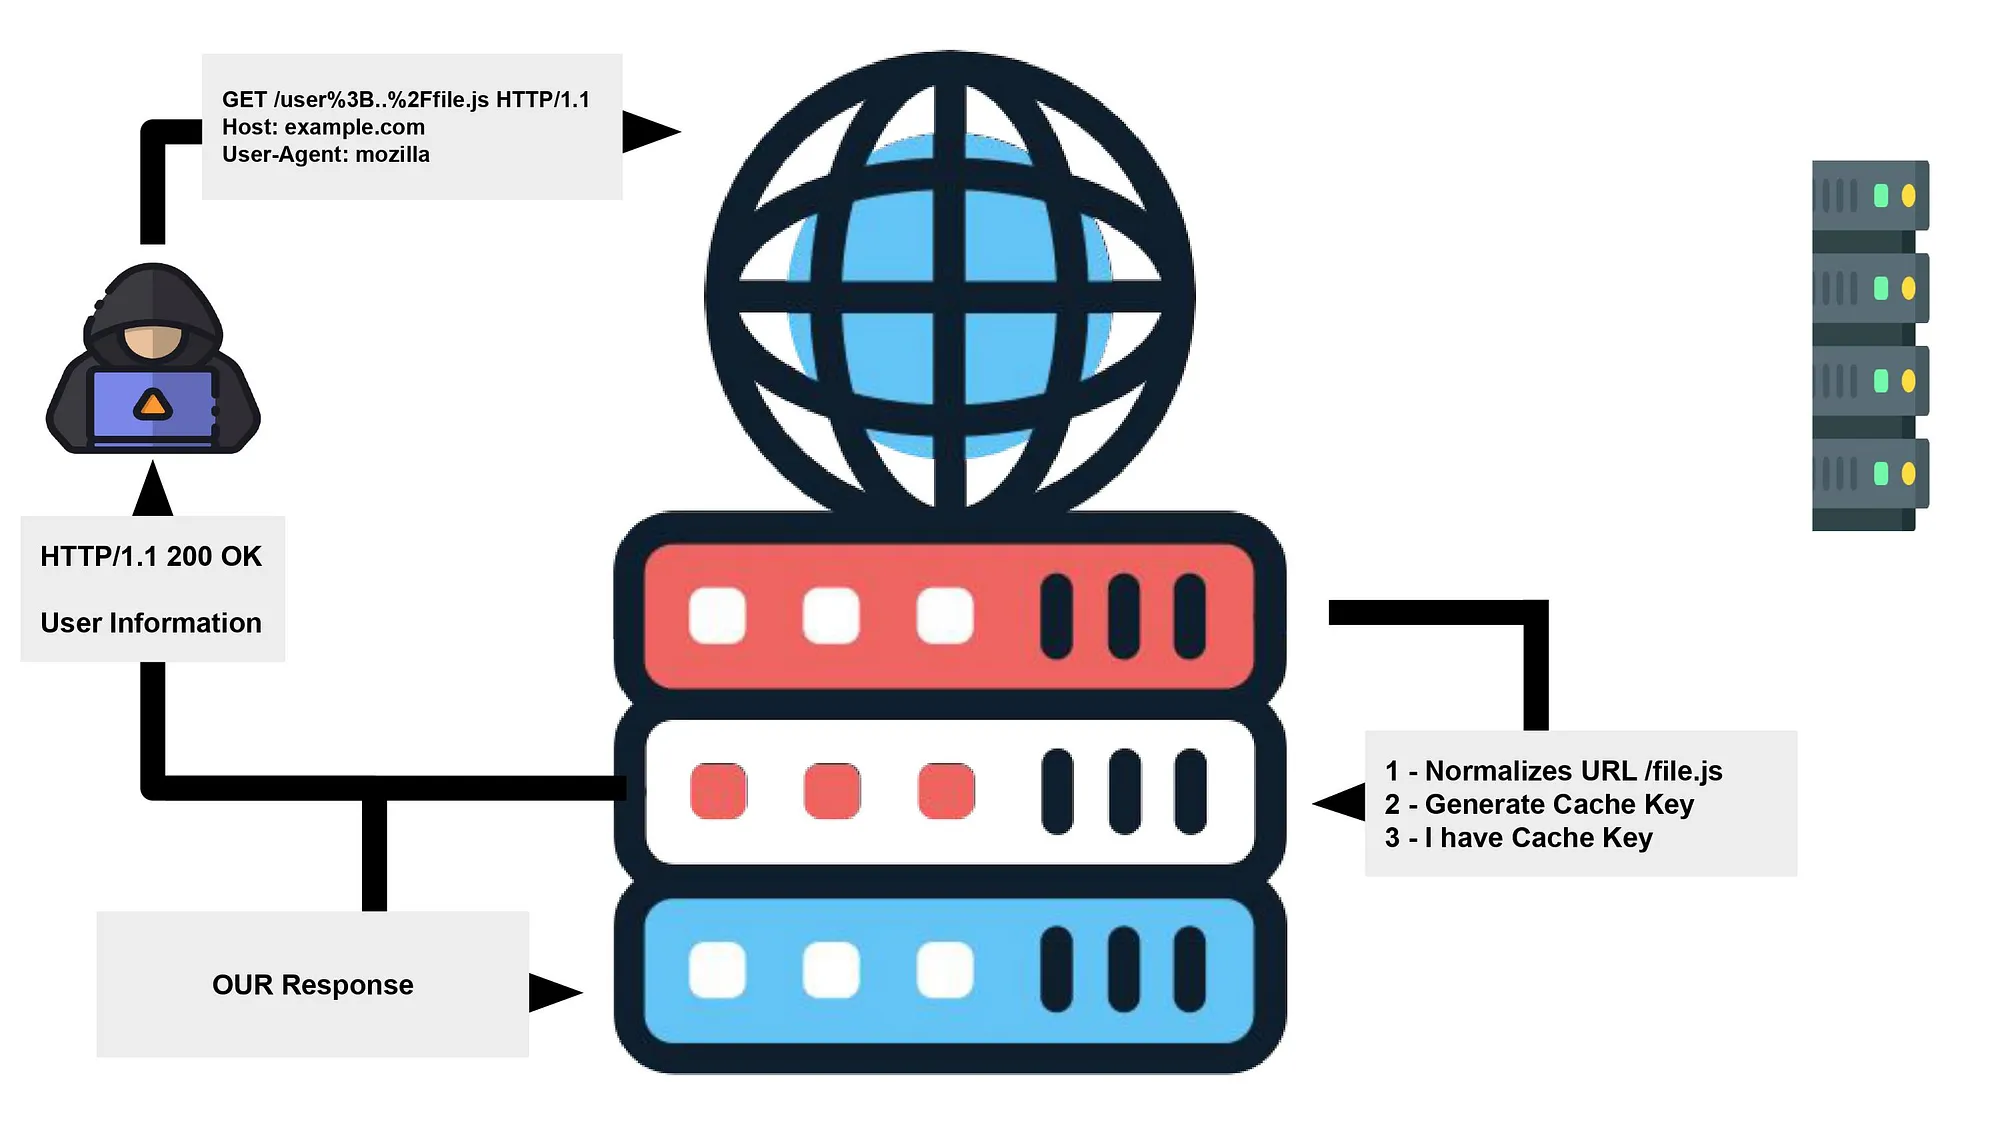 GET /user%3B..%2Ffile.js HTTP/1.1
Host: example.com
User-Agent: mozilla
HTTP/1.1 200 OK
User Information
1 - Normalizes URL /file.js
2 - Generate Cache Key
3 - I have Cache Key
OUR Response